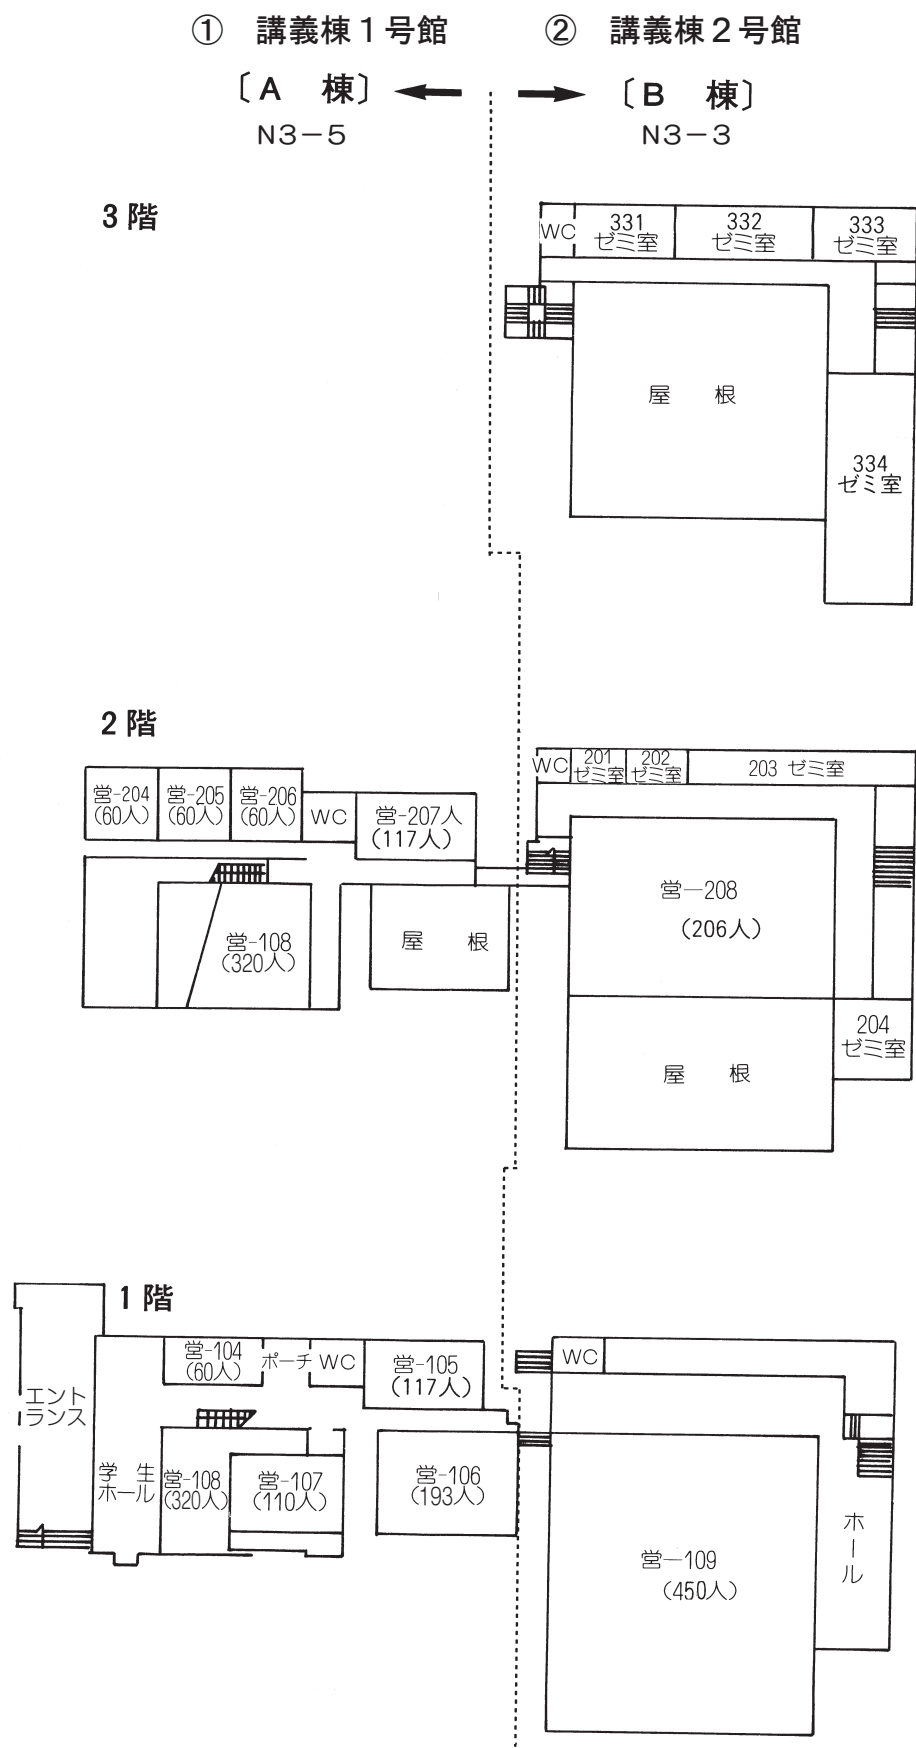 ① 講義棟1号館
② 講義棟2号館
〔A 棟〕
〔B 棟〕
N3−5
N3−3
3階
WC
331
ゼミ室
332
ゼミ室
333
ゼミ室
屋 根
334
ゼミ室
2階
営-204
(60人)
営-205
(60人)
営-206
(60人)
WC
営-207人
(117人)
営-108
(320人)
屋 根
WC
201
ゼミ室
202
ゼミ室
203 ゼミ室
営−208
(206人)
屋 根
204
ゼミ室
1階
エント
ランス
学 生
ホール
営-104
(60人)
ポーチ
WC
営-105
(117人)
営-108
(320人)
営-107
(110人)
営-106
(193人)
WC
営−109
(450人)
ホール